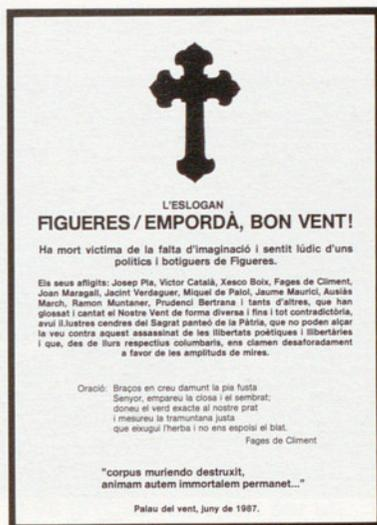 L'ESLOGAN
FIGUERES / EMPORDÀ, BON VENT!
Ha mort víctima de la falta d'imaginació i sentit lúdic d'uns
polítics i botiguers de Figueres.
Els seus afligits: Josep Pla, Víctor Català, Xesco Boix, Fages de Climent,
Joan Maragall, Jacint Verdaguer, Miquel de Palol, Jaume Maurici, Ausiàs
March, Ramon Muntaner, Prudenci Bertrana i tants d'altres, que han
glossat i cantat el Nostre Vent de forma diversa i fins i tot contradictòria,
avui il.lustres cendres del Sagrat panteó de la Pàtria, que no poden alçar
la veu contra aquest assassinat de les llibertats poètiques i llibertàries
i que, des de llurs respectius columbaris, ens clamen desaforadament
a favor de les amplituds de mires.
Oració: Braços en creu damunt la pia fusta
Senyor, empareu la closa i el sembrat;
doneu el verd exacte al nostre prat
i mesureu la tramuntana justa
que eixugui l'herba i no ens espolsi el blat.
Fages de Climent
"corpus muriendo destruxit,
animam autem immortalem permanet..."
Palau del vent, juny de 1987.